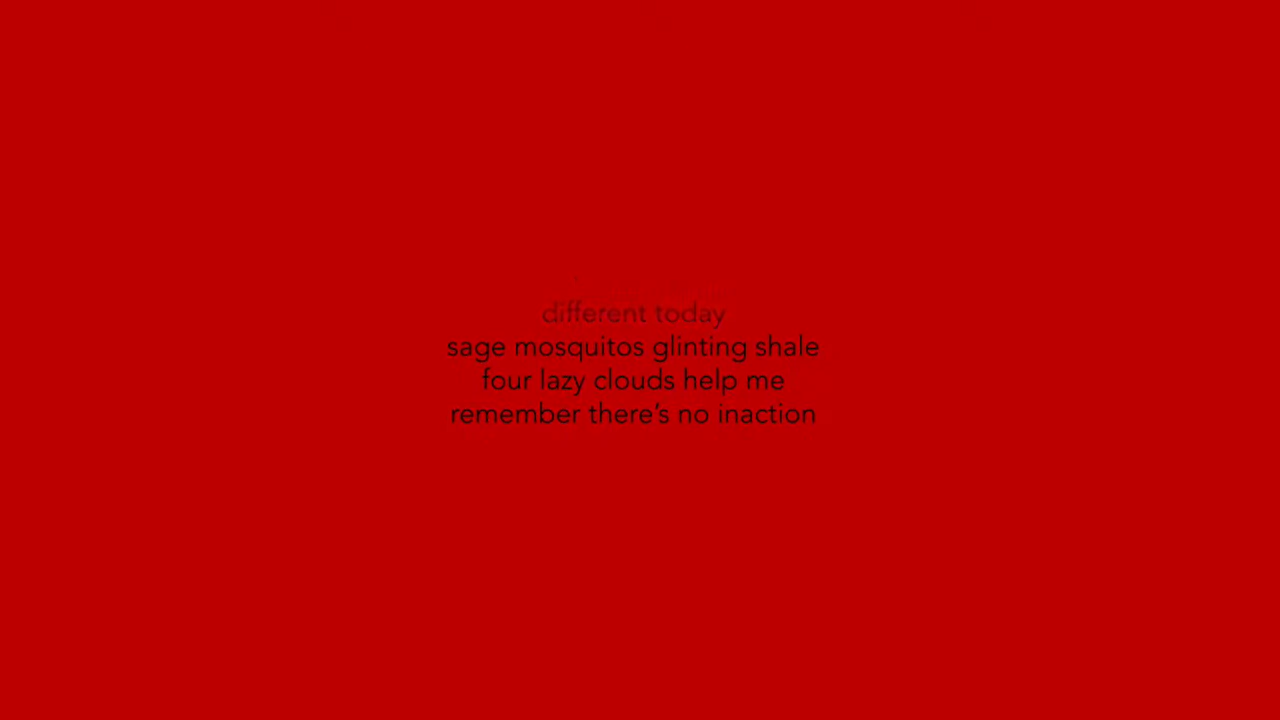 different today
sage mosquitos glinting shale
four lazy clouds help me
remember there's no inaction